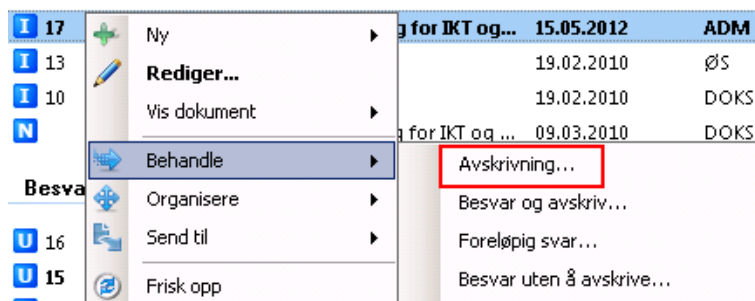 I 17 Ny g for IKT og... 15.05.2012 ADM
I 13 Rediger... 19.02.2010 ØS
I 10 Vis dokument 19.02.2010 DOKS
N g for IKT og ... 09.03.2010 DOKS
Behandle Avskrivning...
Besva Organisere Besvar og avskriv...
U 16 Send til Foreløpig svar...
U 15 Frisk opp Besvar uten å avskrive...